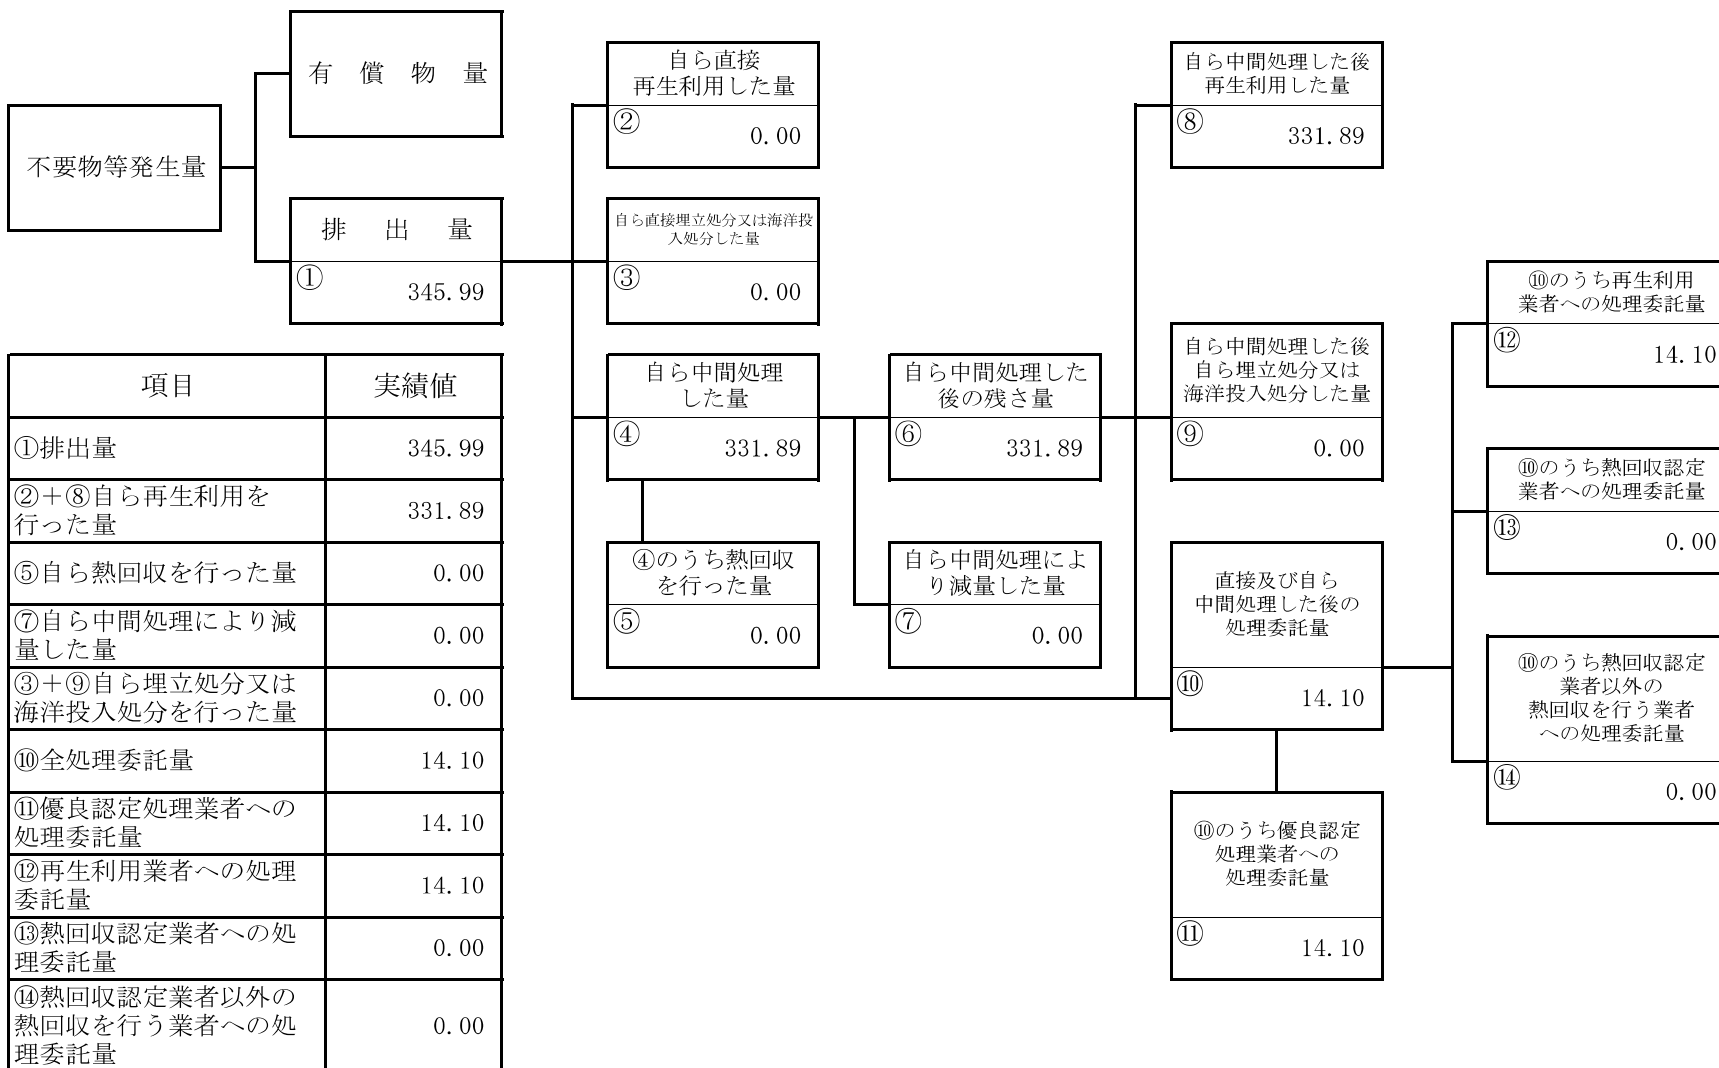 不要物等発生量
有 償 物 量
排 出 量
① 345.99
自ら直接
再生利用した量
② 0.00
自ら直接埋立処分又は海洋投
入処分した量
③ 0.00
自ら中間処理
した量
④ 331.89
④のうち熱回収
を行った量
⑤ 0.00
自ら中間処理した
後の残さ量
⑥ 331.89
自ら中間処理によ
り減量した量
⑦ 0.00
自ら中間処理した後
再生利用した量
⑧ 331.89
自ら中間処理した後
自ら埋立処分又は
海洋投入処分した量
⑨ 0.00
直接及び自ら
中間処理した後の
処理委託量
⑩ 14.10
⑩のうち優良認定
処理業者への
処理委託量
⑪ 14.10
⑩のうち再生利用
業者への処理委託量
⑫ 14.10
⑩のうち熱回収認定
業者への処理委託量
⑬ 0.00
⑩のうち熱回収認定
業者以外の
熱回収を行う業者
への処理委託量
⑭ 0.00
項目 実績値
①排出量 345.99
②+⑧自ら再生利用を
行った量 331.89
⑤自ら熱回収を行った量 0.00
⑦自ら中間処理により減
量した量 0.00
③+⑨自ら埋立処分又は
海洋投入処分を行った量 0.00
⑩全処理委託量 14.10
⑪優良認定処理業者への
処理委託量 14.10
⑫再生利用業者への処理
委託量 14.10
⑬熱回収認定業者への処
理委託量 0.00
⑭熱回収認定業者以外の
熱回収を行う業者への処
理委託量 0.00